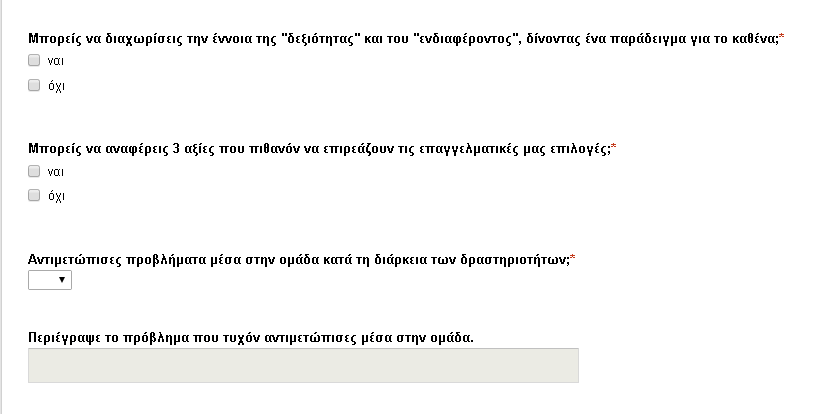 Μπορείς να διαχωρίσεις την έννοια της "δεξιότητας" και του "ενδιαφέροντος", δίνοντας ένα παράδειγμα για το καθένα;*
ναι
όχι
Μπορείς να αναφέρεις 3 αξίες που πιθανόν να επιρεάζουν τις επαγγελματικές μας επιλογές;*
ναι
όχι
Αντιμετώπισες προβλήματα μέσα στην ομάδα κατά τη διάρκεια των δραστηριοτήτων;*
Περιέγραψε το πρόβλημα που τυχόν αντιμετώπισες μέσα στην ομάδα.